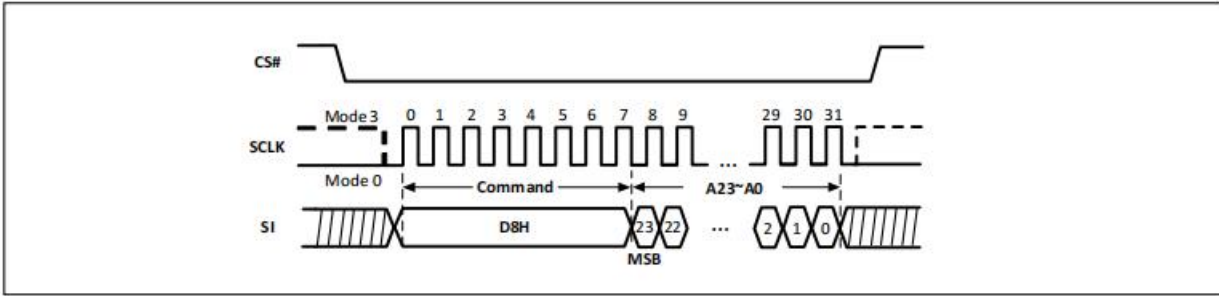 CS#
Mode 3 0 1 2 3 4 5 6 7 8 9 29 30 31
SCLK ...
Mode 0 Command A23~A0
SI D8H 23 22 ... 2 1 0
MSB